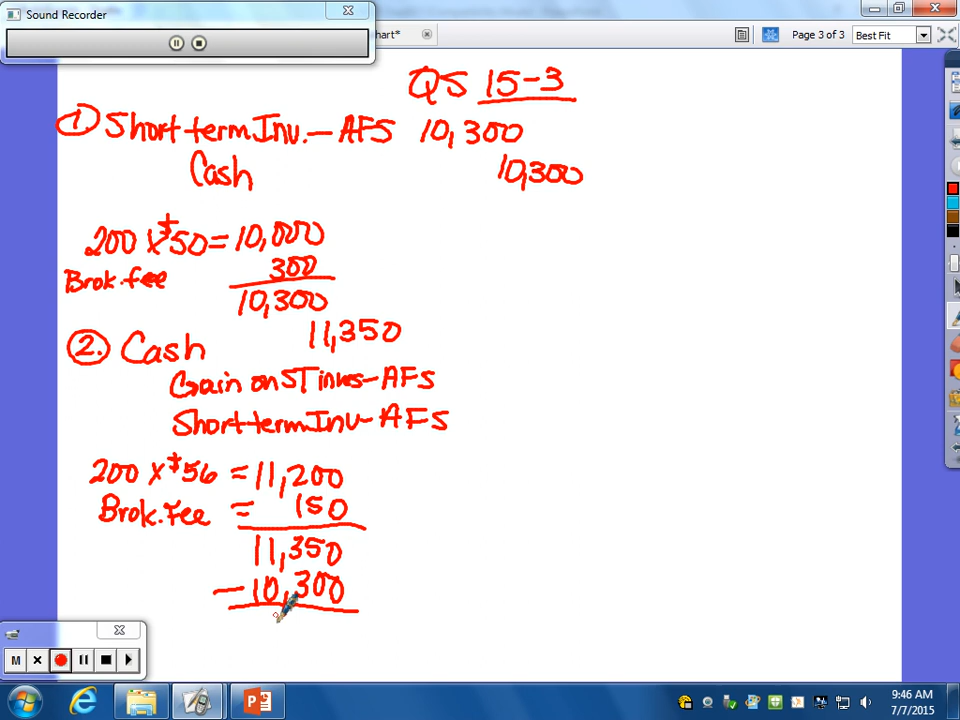 Sound Recorder
hart*
Page 3 of 3
Best Fit
QS 15-3
1 Short term Inv. - AFS 10,300
Cash 10,300
200 x $50 = 10,000
Brok. fee 300
10,300
11,350
2. Cash
Gain on ST invs - AFS
Short term Inv - AFS
200 x $56 = 11,200
Brok. Fee = 150
11,350
- 10,300
M
9:46 AM
7/7/2015